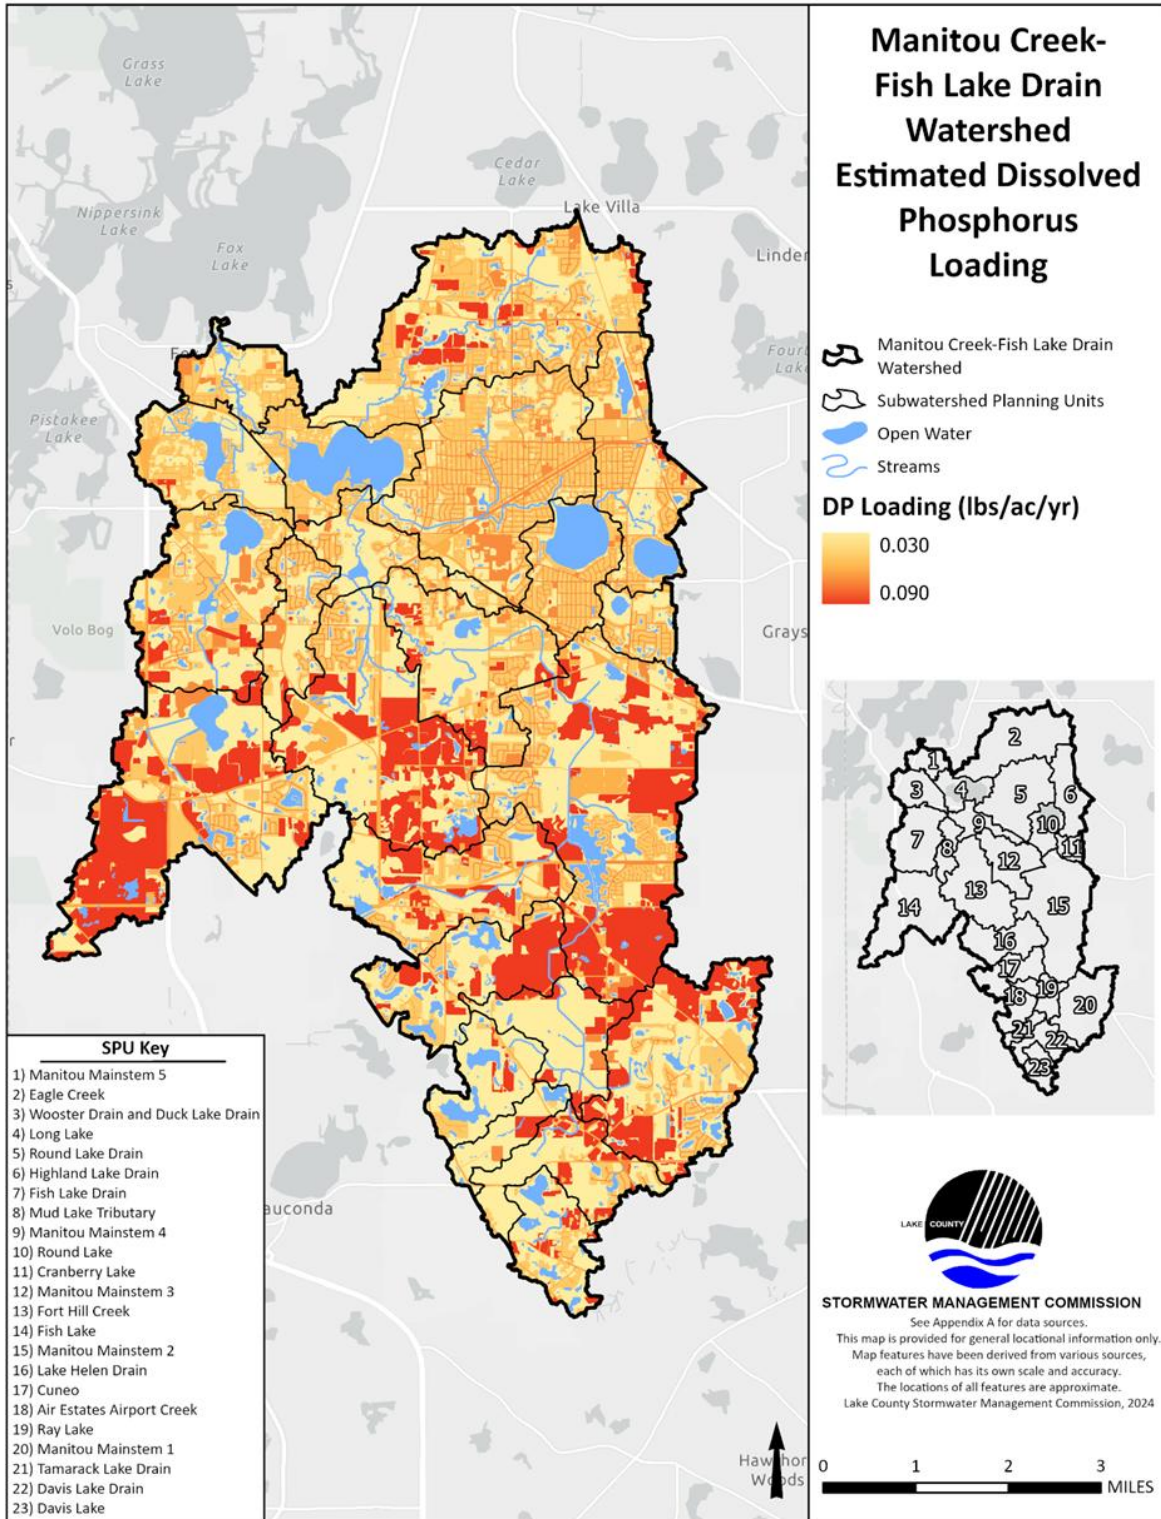 Manitou Creek-
Fish Lake Drain
Watershed
Estimated Dissolved
Phosphorus
Loading
Manitou Creek-Fish Lake Drain
Watershed
Subwatershed Planning Units
Open Water
Streams
DP Loading (lbs/ac/yr)
0.030
0.090
Grass
Lake
Cedar
Lake
Lake Villa
Nippersink
Lake
Fox
Lake
Linden
Pistakee
Lake
Volo Bog
Grays
r
auconda
Hawthor
Woods
1
2
3
4
5
6
7
8
9
10
11
12
13
14
15
16
17
18
19
20
21
22
23
SPU Key
1) Manitou Mainstem 5
2) Eagle Creek
3) Wooster Drain and Duck Lake Drain
4) Long Lake
5) Round Lake Drain
6) Highland Lake Drain
7) Fish Lake Drain
8) Mud Lake Tributary
9) Manitou Mainstem 4
10) Round Lake
11) Cranberry Lake
12) Manitou Mainstem 3
13) Fort Hill Creek
14) Fish Lake
15) Manitou Mainstem 2
16) Lake Helen Drain
17) Cuneo
18) Air Estates Airport Creek
19) Ray Lake
20) Manitou Mainstem 1
21) Tamarack Lake Drain
22) Davis Lake Drain
23) Davis Lake
LAKE COUNTY
STORMWATER MANAGEMENT COMMISSION
See Appendix A for data sources.
This map is provided for general locational information only.
Map features have been derived from various sources,
each of which has its own scale and accuracy.
The locations of all features are approximate.
Lake County Stormwater Management Commission, 2024
0 1 2 3
MILES